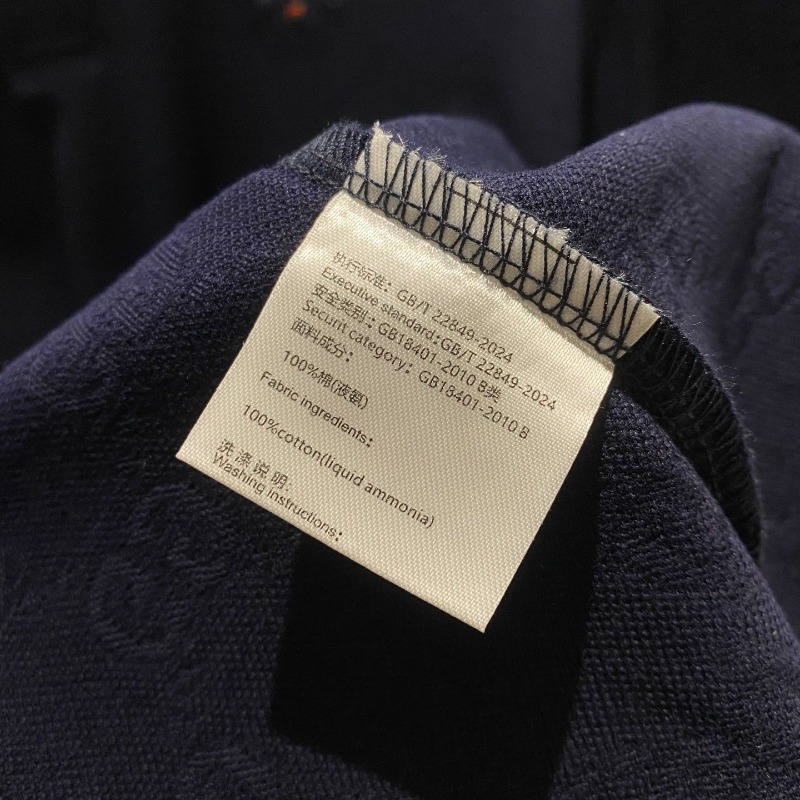 执行标准：GB/T 22849-2024
Executive standard:GB/T 22849-2024
安全类别：GB18401-2010 B类
Securit category：GB18401-2010 B
面料成分：
100%棉(液氨)
Fabric ingredients：
100%cotton(liquid ammonia)
洗涤说明：
Washing instructions：